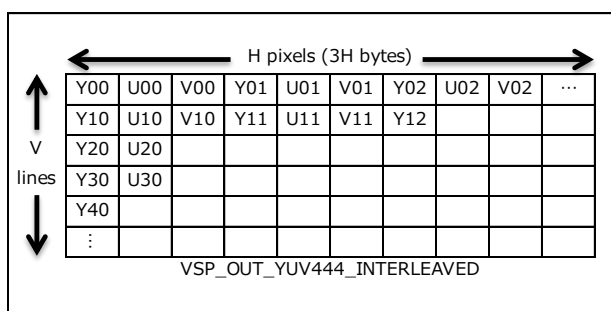 H pixels (3H bytes)
Y00 U00 V00 Y01 U01 V01 Y02 U02 V02 ⋯
Y10 U10 V10 Y11 U11 V11 Y12
V
lines
Y20 U20
Y30 U30
Y40
⋮
VSP_OUT_YUV444_INTERLEAVED